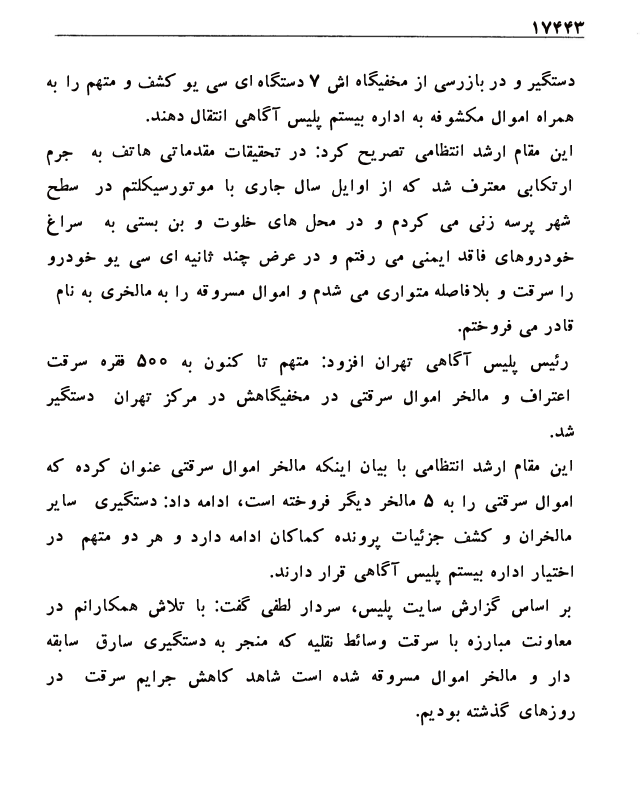 ۱۷۴۴۳
دستگیر و در بازرسی از مخفیگاه اش ۷ دستگاه ای سی یو کشف و متهم را به
همراه اموال مکشوفه به اداره بیستم پلیس آگاهی انتقال دهند.
این مقام ارشد انتظامی تصریح کرد: در تحقیقات مقدماتی هاتف به جرم
ارتکابی معترف شد که از اوایل سال جاری با موتورسیکلتم در سطح
شهر پرسه زنی می کردم و در محل های خلوت و بن بستی به سراغ
خودروهای فاقد ایمنی می رفتم و در عرض چند ثانیه ای سی یو خودرو
را سرقت و بلافاصله متواری می شدم و اموال مسروقه را به مالخری به نام
قادر می فروختم.
رئیس پلیس آگاهی تهران افزود: متهم تا کنون به ۵۰۰ فقره سرقت
اعتراف و مالخر اموال سرقتی در مخفیگاهش در مرکز تهران دستگیر
شد.
این مقام ارشد انتظامی با بیان اینکه مالخر اموال سرقتی عنوان کرده که
اموال سرقتی را به ۵ مالخر دیگر فروخته است، ادامه داد: دستگیری سایر
مالخران و کشف جزئیات پرونده کماکان ادامه دارد و هر دو متهم در
اختیار اداره بیستم پلیس آگاهی قرار دارند.
بر اساس گزارش سایت پلیس، سردار لطفی گفت: با تلاش همکارانم در
معاونت مبارزه با سرقت وسائط نقلیه که منجر به دستگیری سارق سابقه
دار و مالخر اموال مسروقه شده است شاهد کاهش جرایم سرقت در
روزهای گذشته بودیم.